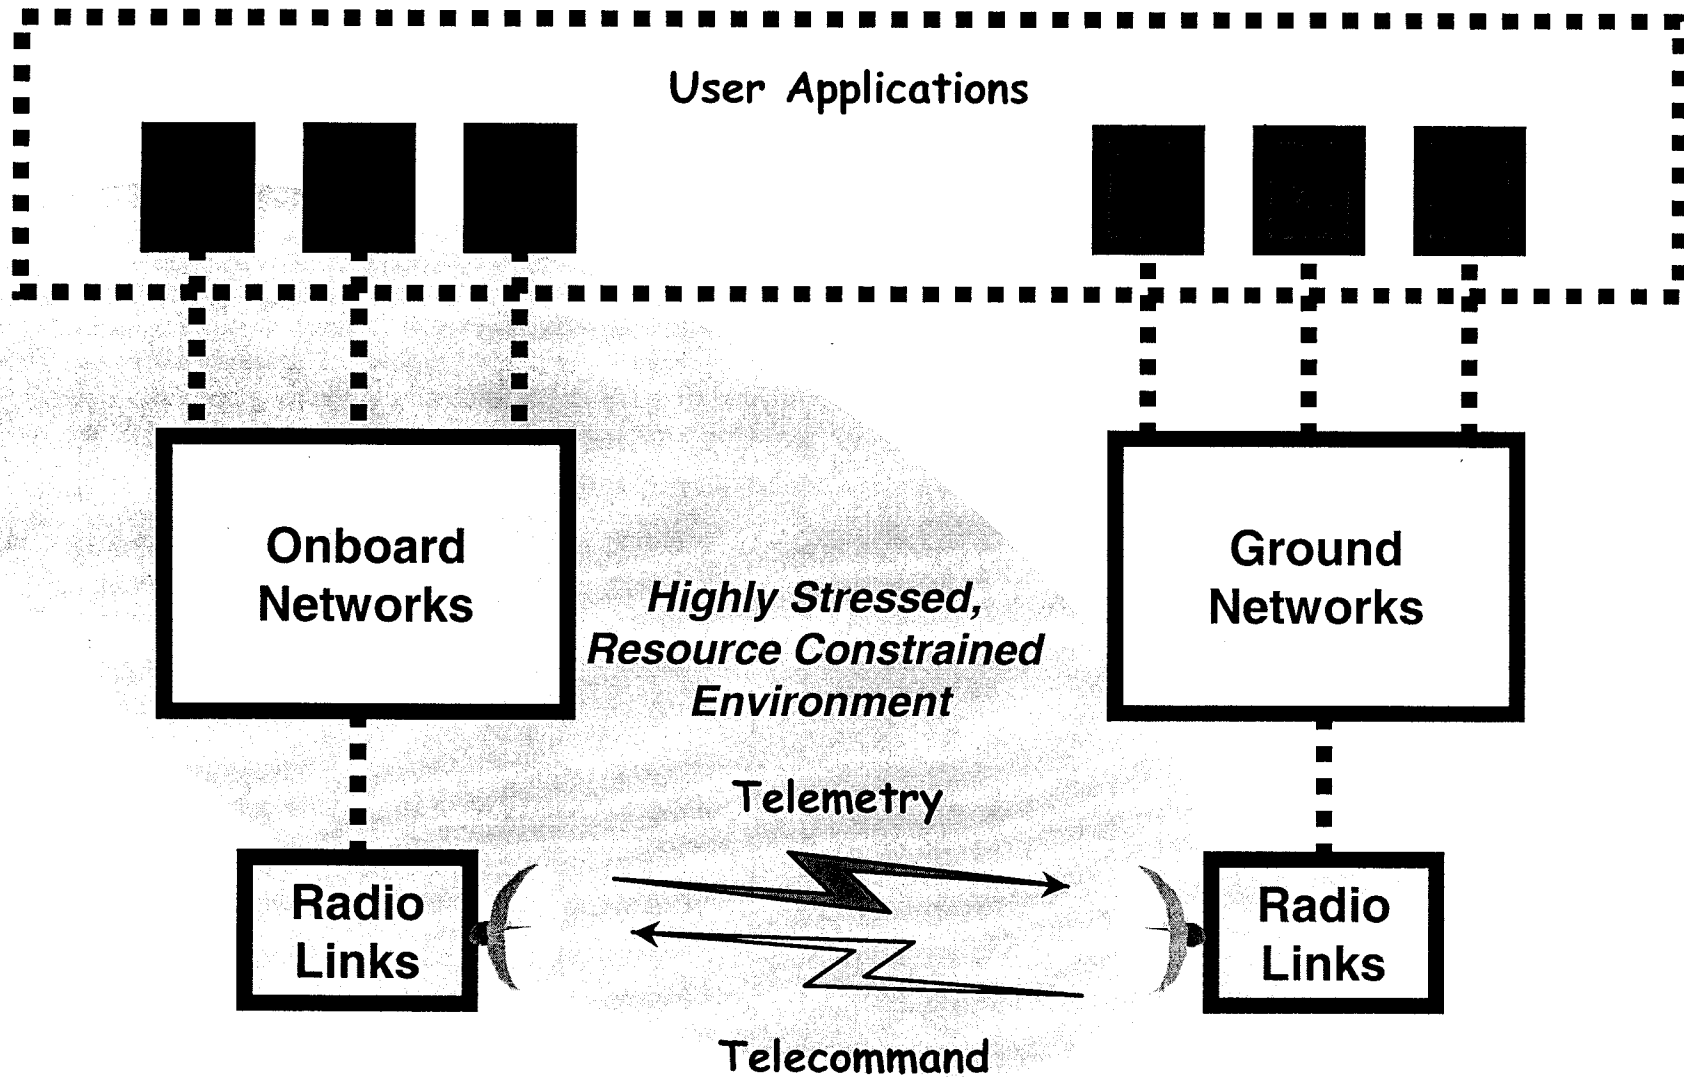 User Applications
Onboard
Networks
Ground
Networks
Highly Stressed,
Resource Constrained
Environment
Telemetry
Radio
Links
Radio
Links
Telecommand